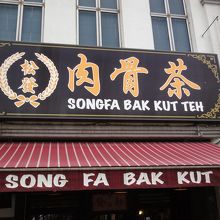 松發
肉骨茶
SONGFA BAK KUT TEH
SONG FA BAK KUT